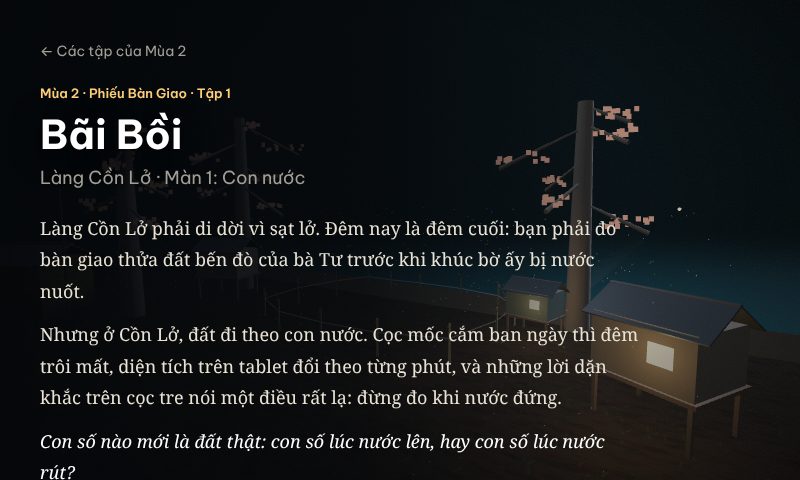 ← Các tập của Mùa 2
Mùa 2 · Phiếu Bàn Giao · Tập 1
Bãi Bồi
Làng Cồn Lở · Màn 1: Con nước
Làng Cồn Lở phải di dời vì sạt lở. Đêm nay là đêm cuối: bạn phải đo
bàn giao thửa đất bến đò của bà Tư trước khi khúc bờ ấy bị nước
nuốt.
Nhưng ở Cồn Lở, đất đi theo con nước. Cọc mốc cắm ban ngày thì đêm
trôi mất, diện tích trên tablet đổi theo từng phút, và những lời dặn
khắc trên cọc tre nói một điều rất lạ: đừng đo khi nước đứng.
Con số nào mới là đất thật: con số lúc nước lên, hay con số lúc nước
rút?